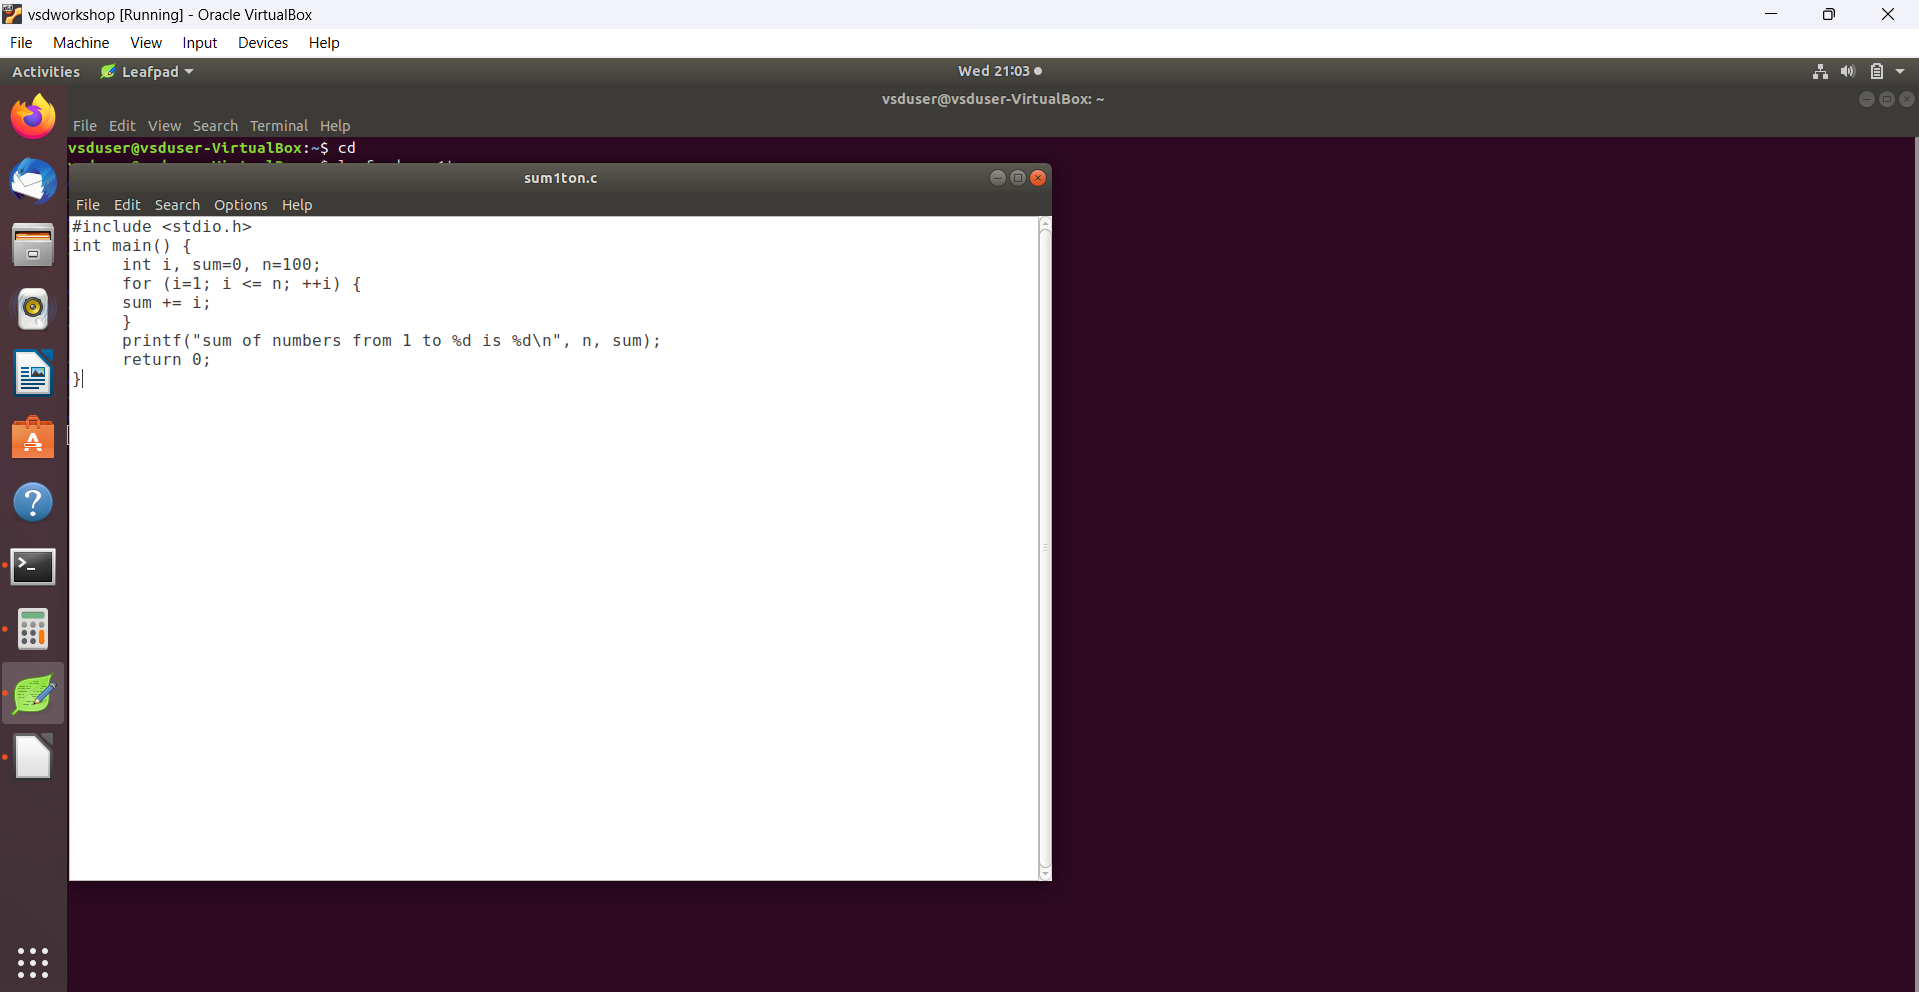 vsdworkshop [Running] - Oracle VirtualBox
File Machine View Input Devices Help
Activities Leafpad Wed 21:03
vsduser@vsduser-VirtualBox: ~
File Edit View Search Terminal Help
vsduser@vsduser-VirtualBox:~$ cd
sum1ton.c
File Edit Search Options Help
#include <stdio.h>
int main() {
     int i, sum=0, n=100;
     for (i=1; i <= n; ++i) {
     sum += i;
     }
     printf("sum of numbers from 1 to %d is %d\n", n, sum);
     return 0;
}